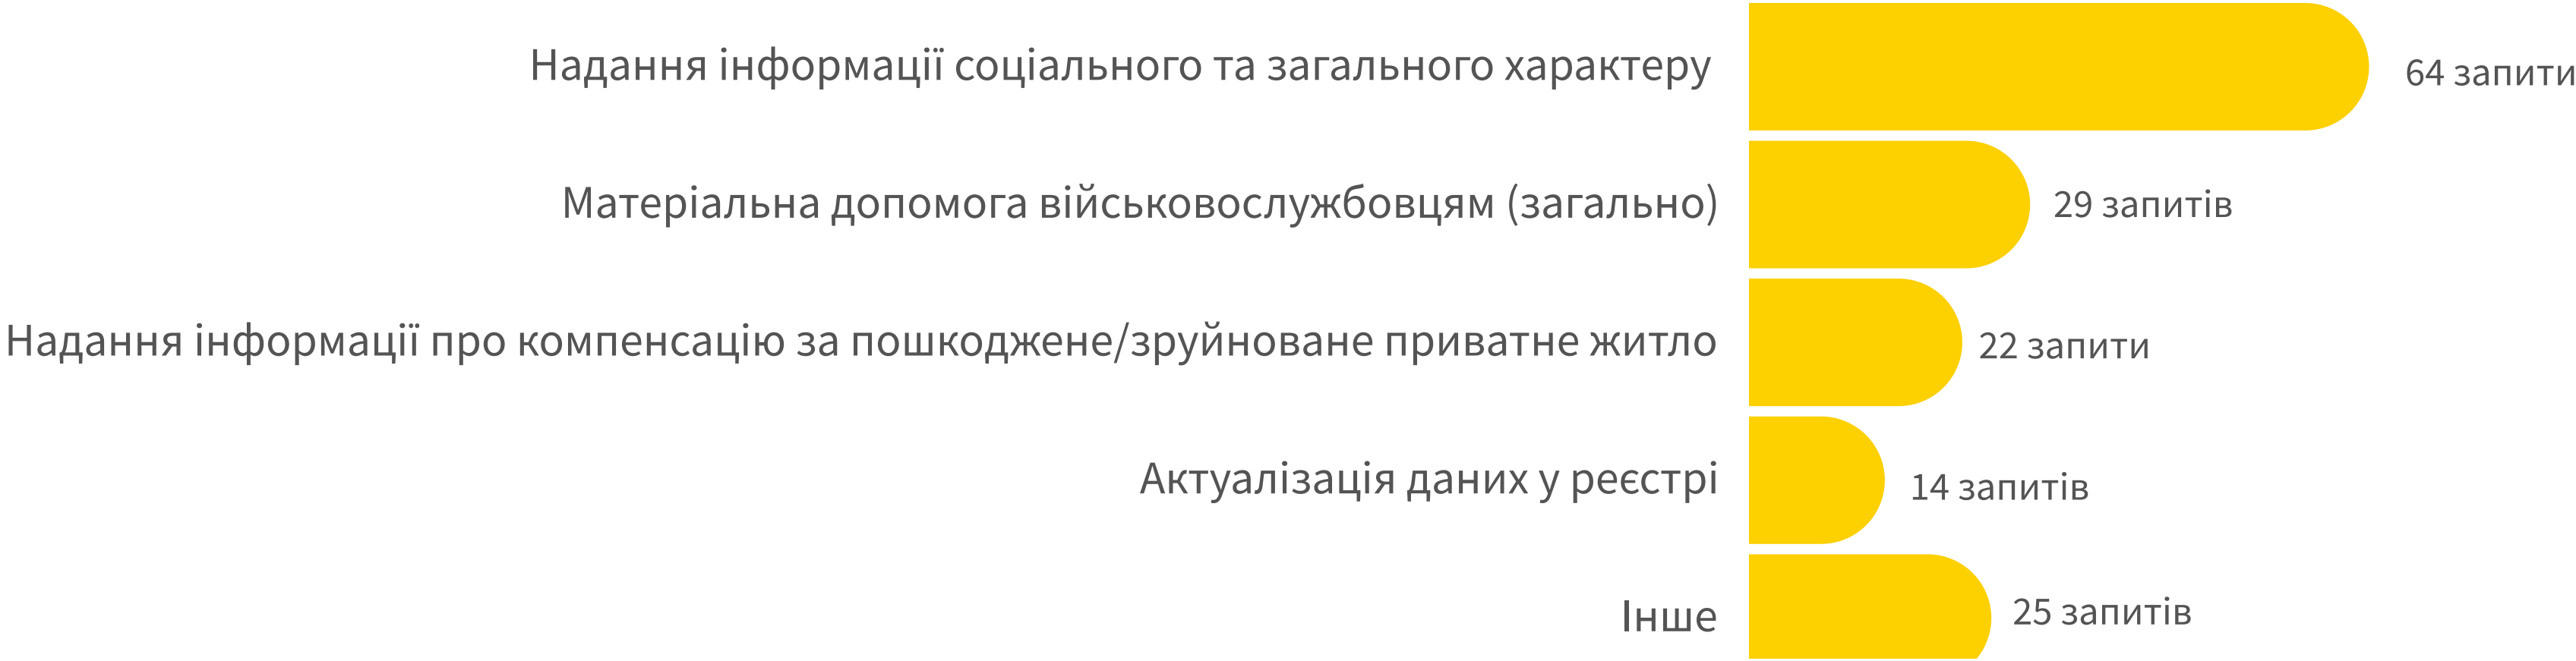 Надання інформації соціального та загального характеру 64 запити
Матеріальна допомога військовослужбовцям (загально) 29 запитів
Надання інформації про компенсацію за пошкоджене/зруйноване приватне житло 22 запити
Актуалізація даних у реєстрі 14 запитів
Інше 25 запитів